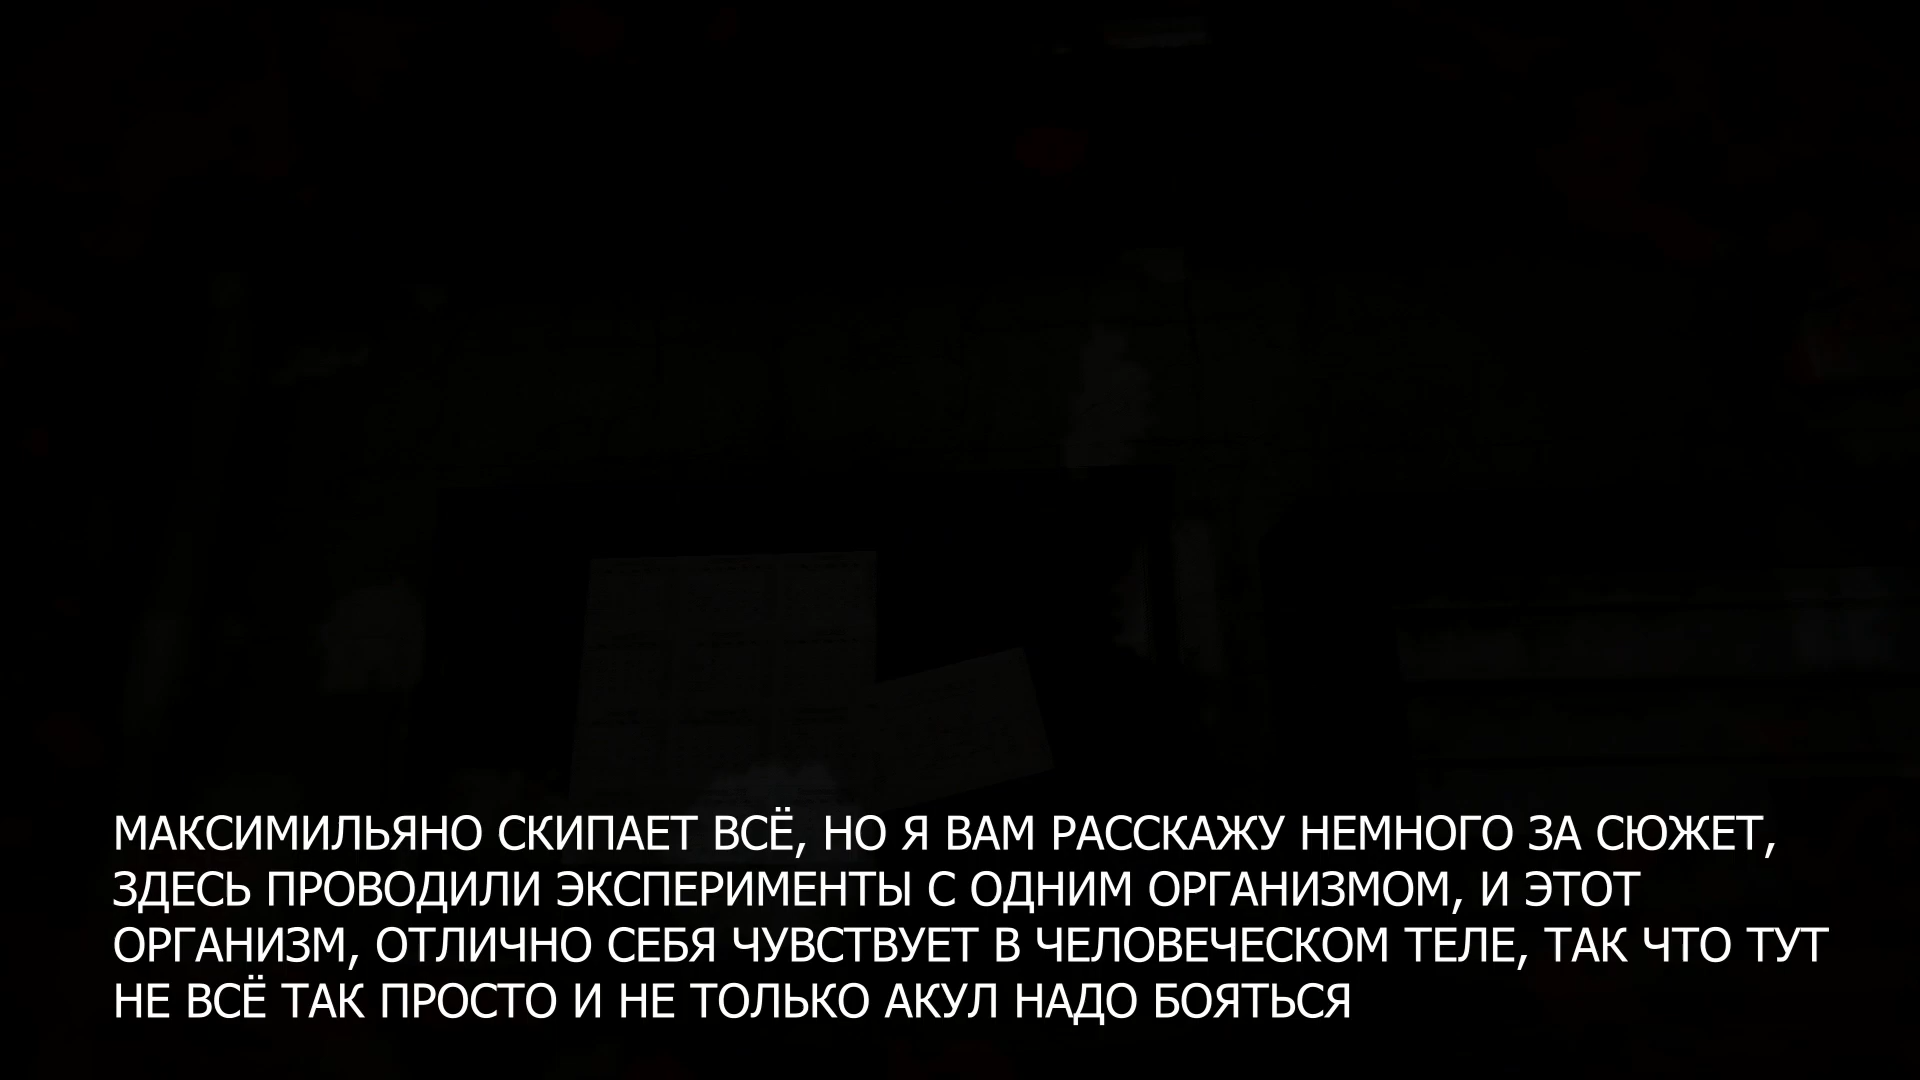 МАКСИМИЛЬЯНО СКИПАЕТ ВСЁ, НО Я ВАМ РАССКАЖУ НЕМНОГО ЗА СЮЖЕТ,
ЗДЕСЬ ПРОВОДИЛИ ЭКСПЕРИМЕНТЫ С ОДНИМ ОРГАНИЗМОМ, И ЭТОТ
ОРГАНИЗМ, ОТЛИЧНО СЕБЯ ЧУВСТВУЕТ В ЧЕЛОВЕЧЕСКОМ ТЕЛЕ, ТАК ЧТО ТУТ
НЕ ВСЁ ТАК ПРОСТО И НЕ ТОЛЬКО АКУЛ НАДО БОЯТЬСЯ